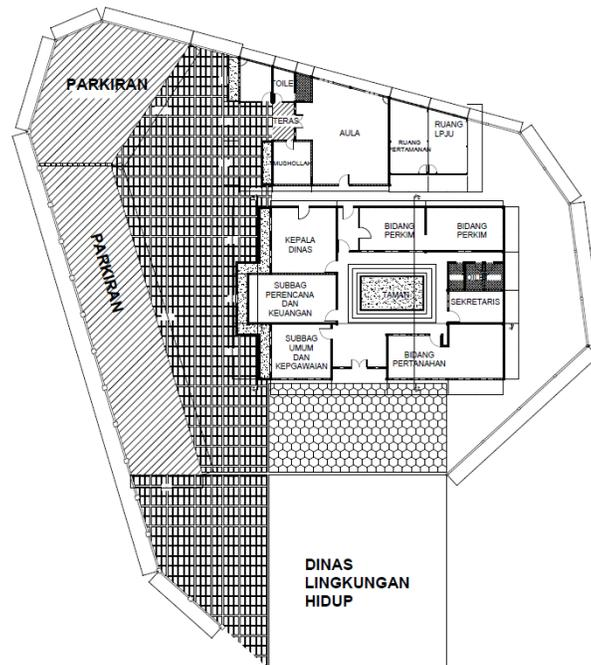 PARKIRAN
TOILET
TERAS
AULA
RUANG
LPJU
RUANG
PERTAMANAN
MUSHOLLAH
PARKIRAN
KEPALA
DINAS
BIDANG
PERKIM
BIDANG
PERKIM
SUBBAG
PERENCANA
DAN
KEUANGAN
TAMAN
SEKRETARIS
SUBBAG
UMUM
DAN
KEPGAWAIAN
BIDANG
PERTANAHAN
DINAS
LINGKUNGAN
HIDUP